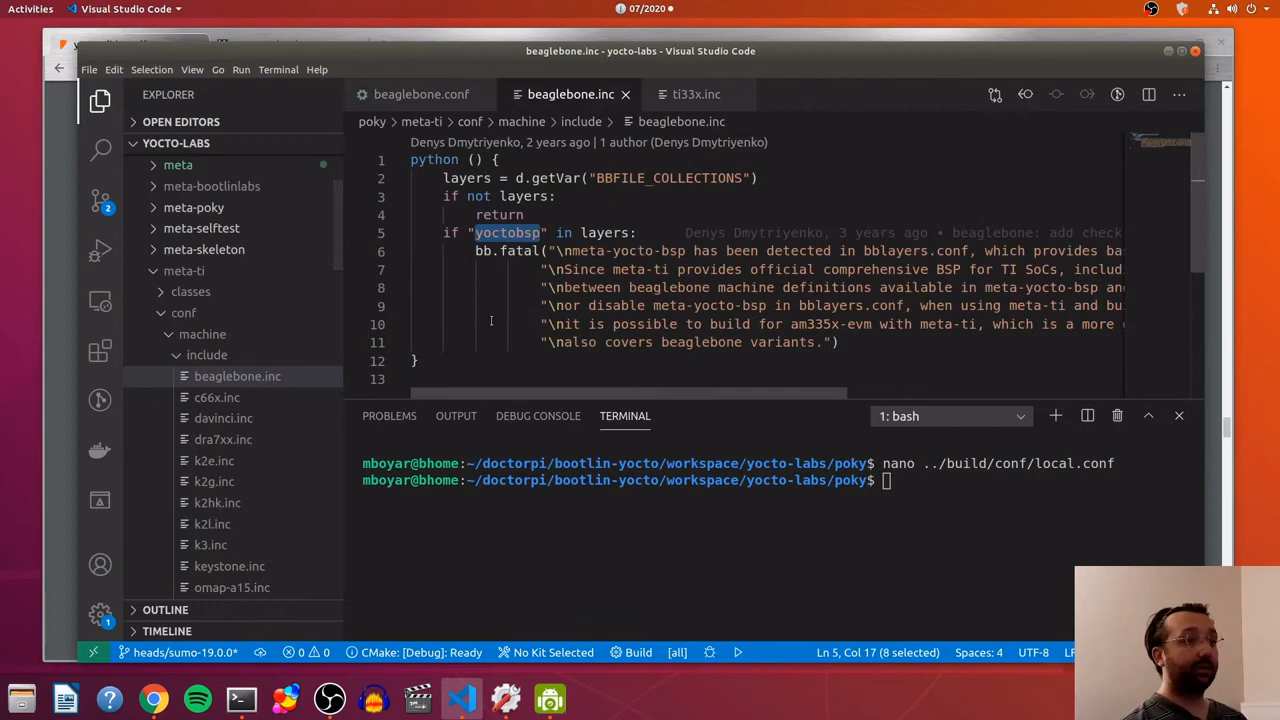 Activities
Visual Studio Code
07/2020
beaglebone.inc - yocto-labs - Visual Studio Code
File Edit Selection View Go Run Terminal Help
EXPLORER
beaglebone.conf
beaglebone.inc
ti33x.inc
OPEN EDITORS
poky > meta-ti > conf > machine > include > beaglebone.inc
YOCTO-LABS
Denys Dmytriyenko, 2 years ago | 1 author (Denys Dmytriyenko)
meta
meta-bootlinlabs
meta-poky
meta-selftest
meta-skeleton
meta-ti
classes
conf
machine
include
beaglebone.inc
c66x.inc
davinci.inc
dra7xx.inc
k2e.inc
k2g.inc
k2hk.inc
k2l.inc
k3.inc
keystone.inc
omap-a15.inc
OUTLINE
TIMELINE
1 python () {
2 layers = d.getVar("BBFILE_COLLECTIONS")
3 if not layers:
4 return
5 if "yoctobsp" in layers: Denys Dmytriyenko, 3 years ago • beaglebone: add check
6 bb.fatal("\nmeta-yocto-bsp has been detected in bblayers.conf, which provides ba
7 "\nSince meta-ti provides official comprehensive BSP for TI SoCs, includ
8 "\nbetween beaglebone machine definitions available in meta-yocto-bsp an
9 "\nor disable meta-yocto-bsp in bblayers.conf, when using meta-ti and bu
10 "\nit is possible to build for am335x-evm with meta-ti, which is a more
11 "\nalso covers beaglebone variants.")
12 }
13
PROBLEMS OUTPUT DEBUG CONSOLE TERMINAL 1: bash
mboyar@bhome:~/doctorpi/bootlin-yocto/workspace/yocto-labs/poky$ nano ../build/conf/local.conf
mboyar@bhome:~/doctorpi/bootlin-yocto/workspace/yocto-labs/poky$
2
1
heads/sumo-19.0.0* 0 0 CMake: [Debug]: Ready No Kit Selected Build [all] Ln 5, Col 17 (8 selected) Spaces: 4 UTF-8